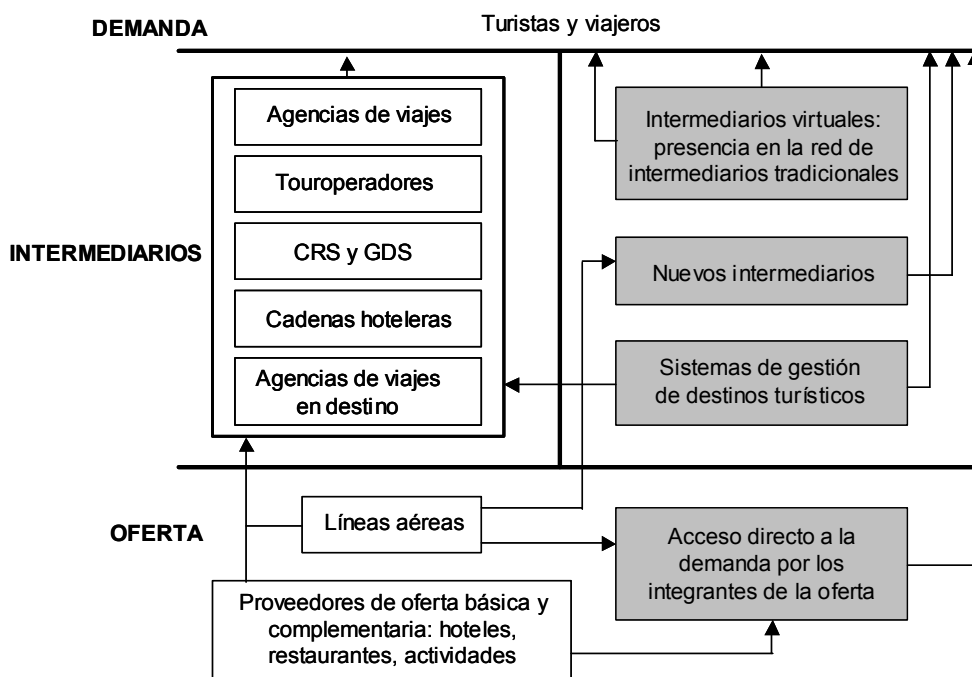 DEMANDA
Turistas y viajeros
INTERMEDIARIOS
Agencias de viajes
Touroperadores
CRS y GDS
Cadenas hoteleras
Agencias de viajes
en destino
Intermediarios virtuales:
presencia en la red de
intermediarios tradicionales
Nuevos intermediarios
Sistemas de gestión
de destinos turísticos
OFERTA
Líneas aéreas
Proveedores de oferta básica y
complementaria: hoteles,
restaurantes, actividades
Acceso directo a la
demanda por los
integrantes de la oferta